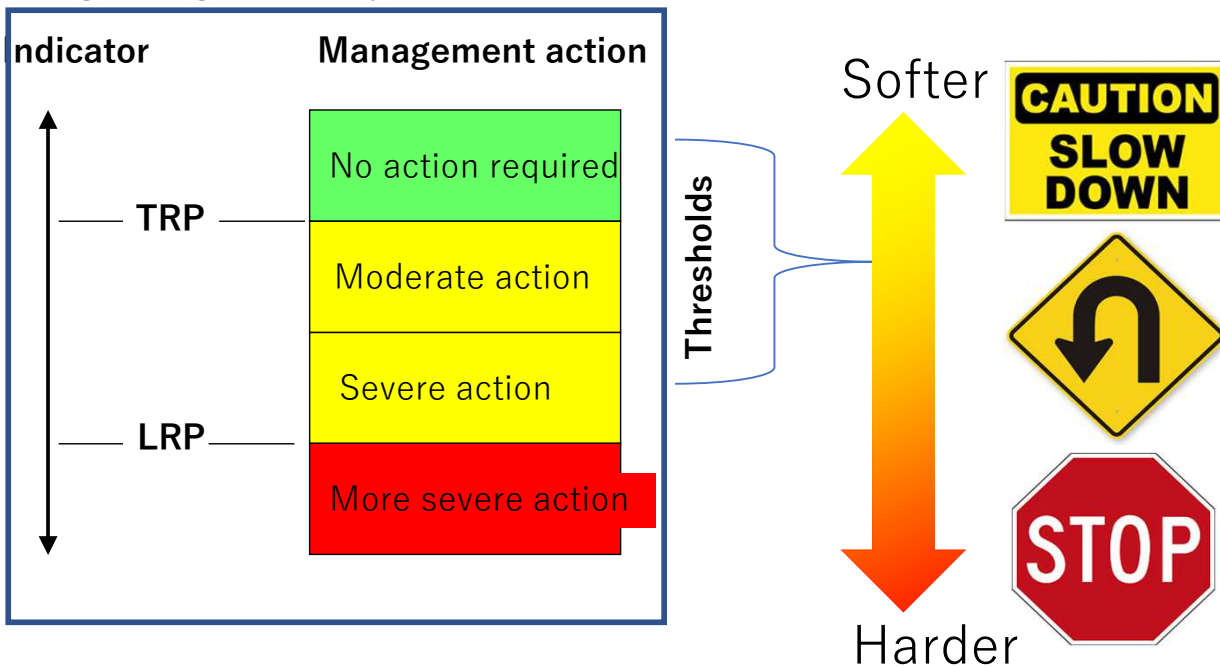 Indicator
Management action
No action required
TRP
Moderate action
Severe action
LRP
More severe action
Thresholds
Softer
Harder
CAUTION
SLOW
DOWN
STOP